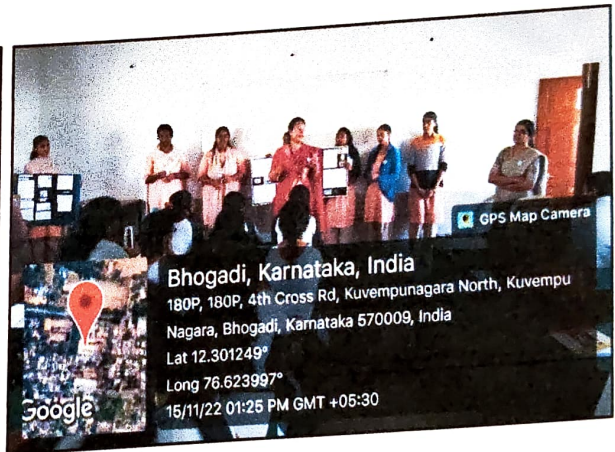 GPS Map Camera
Bhogadi, Karnataka, India
180P, 180P, 4th Cross Rd, Kuvempunagara North, Kuvempu
Nagara, Bhogadi, Karnataka 570009, India
Lat 12.301249°
Long 76.623997°
15/11/22 01:25 PM GMT +05:30
Google